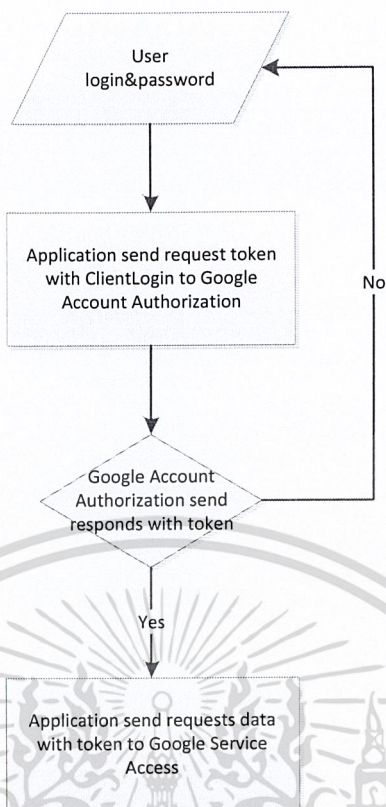 User
login&password
Application send request token
with ClientLogin to Google
Account Authorization
No
Google Account
Authorization send
responds with token
Yes
Application send requests data
with token to Google Service
Access